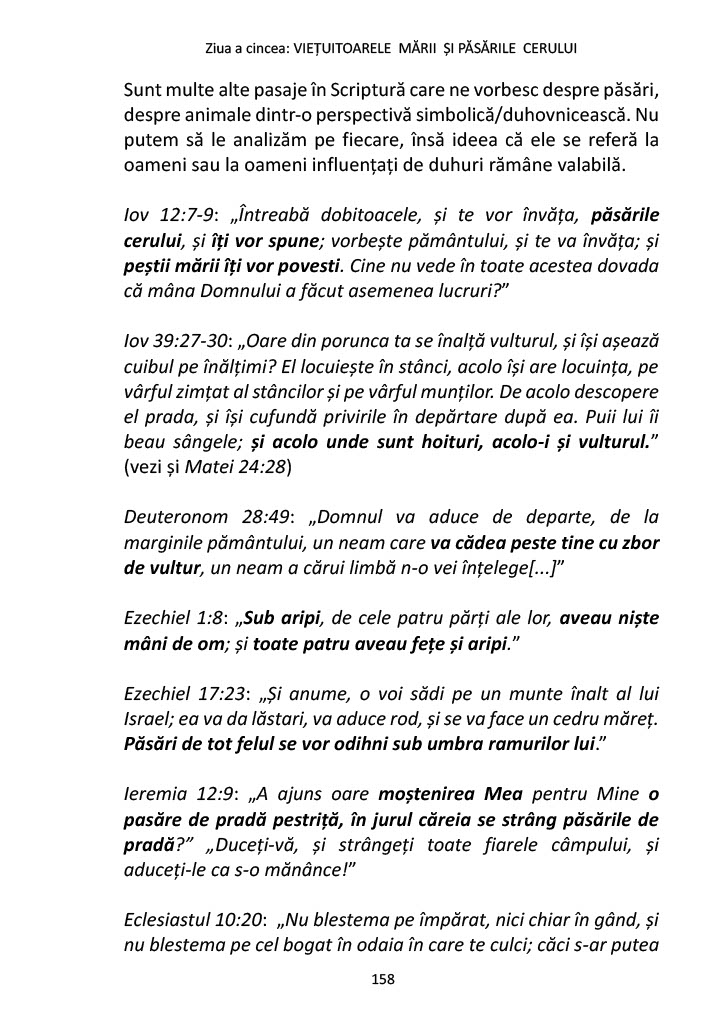 Ziua a cincea: VIEȚUITOARELE MĂRII ȘI PĂSĂRILE CERULUI
Sunt multe alte pasaje în Scriptură care ne vorbesc despre păsări,
despre animale dintr-o perspectivă simbolică/duhovnicească. Nu
putem să le analizăm pe fiecare, însă ideea că ele se referă la
oameni sau la oameni influențați de duhuri rămâne valabilă.
Iov 12:7-9: „Întreabă dobitoacele, și te vor învăța, păsările
cerului, și îți vor spune; vorbește pământului, și te va învăța; și
peștii mării îți vor povesti. Cine nu vede în toate acestea dovada
că mâna Domnului a făcut asemenea lucruri?”
Iov 39:27-30: „Oare din porunca ta se înalță vulturul, și își așează
cuibul pe înălțimi? El locuiește în stânci, acolo își are locuința, pe
vârful zimțat al stâncilor și pe vârful munților. De acolo descopere
el prada, și își cufundă privirile în depărtare după ea. Puii lui îi
beau sângele; și acolo unde sunt hoituri, acolo-i și vulturul.”
(vezi și Matei 24:28)
Deuteronom 28:49: „Domnul va aduce de departe, de la
marginile pământului, un neam care va cădea peste tine cu zbor
de vultur, un neam a cărui limbă n-o vei înțelege[...]”
Ezechiel 1:8: „Sub aripi, de cele patru părți ale lor, aveau niște
mâni de om; și toate patru aveau fețe și aripi.”
Ezechiel 17:23: „Și anume, o voi sădi pe un munte înalt al lui
Israel; ea va da lăstari, va aduce rod, și se va face un cedru măreț.
Păsări de tot felul se vor odihni sub umbra ramurilor lui.”
Ieremia 12:9: „A ajuns oare moștenirea Mea pentru Mine o
pasăre de pradă pestriță, în jurul căreia se strâng păsările de
pradă?” „Duceți-vă, și strângeți toate fiarele câmpului, și
aduceți-le ca s-o mănânce!”
Eclesiastul 10:20: „Nu blestema pe împărat, nici chiar în gând, și
nu blestema pe cel bogat în odaia în care te culci; căci s-ar putea
158